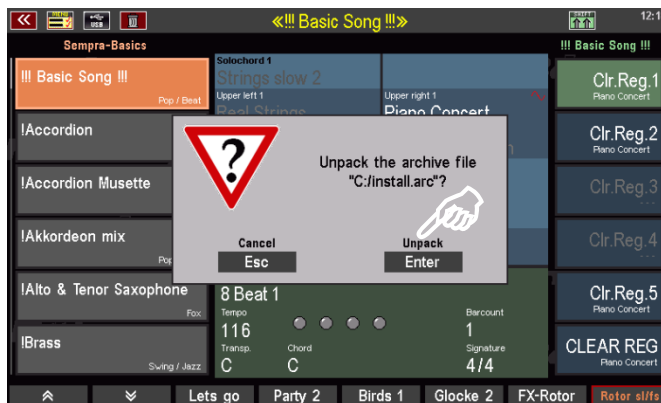 MENU
USB
«!!! Basic Song !!!»
12:1
Sempra-Basics
!!! Basic Song !!!
!!! Basic Song !!!
Pop / Beat
!Accordion
!Accordion Musette
!Akkordeon mix
Pop
!Alto & Tenor Saxophone
Fox
!Brass
Swing / Jazz
Solochord 1
Strings slow 2
Upper left 1
Real Strings
Upper right 1
Piano Concert
Unpack the archive file
"C:/install.arc"?
Cancel
Esc
Unpack
Enter
8 Beat 1
Tempo
116
Barcount
1
Transp.
C
Chord
C
Signature
4/4
Clr.Reg.1
Piano Concert
Clr.Reg.2
Piano Concert
Clr.Reg.3
---
Clr.Reg.4
---
Clr.Reg.5
Piano Concert
CLEAR REG
Piano Concert
Lets go
Party 2
Birds 1
Glocke 2
FX-Rotor
Rotor sl/fs